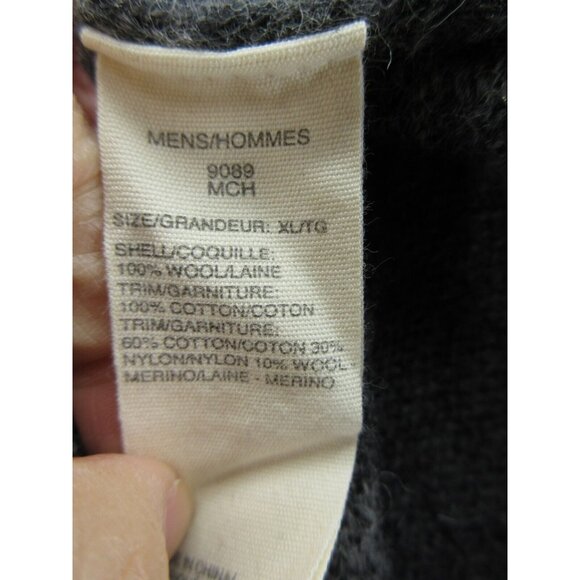 MENS/HOMMES
9089
MCH
SIZE/GRANDEUR: XL/TG
SHELL/COQUILLE:
100% WOOL/LAINE
TRIM/GARNITURE:
100% COTTON/COTON
TRIM/GARNITURE:
60% COTTON/COTON 30%
NYLON/NYLON 10% WOOL -
MERINO/LAINE - MERINO